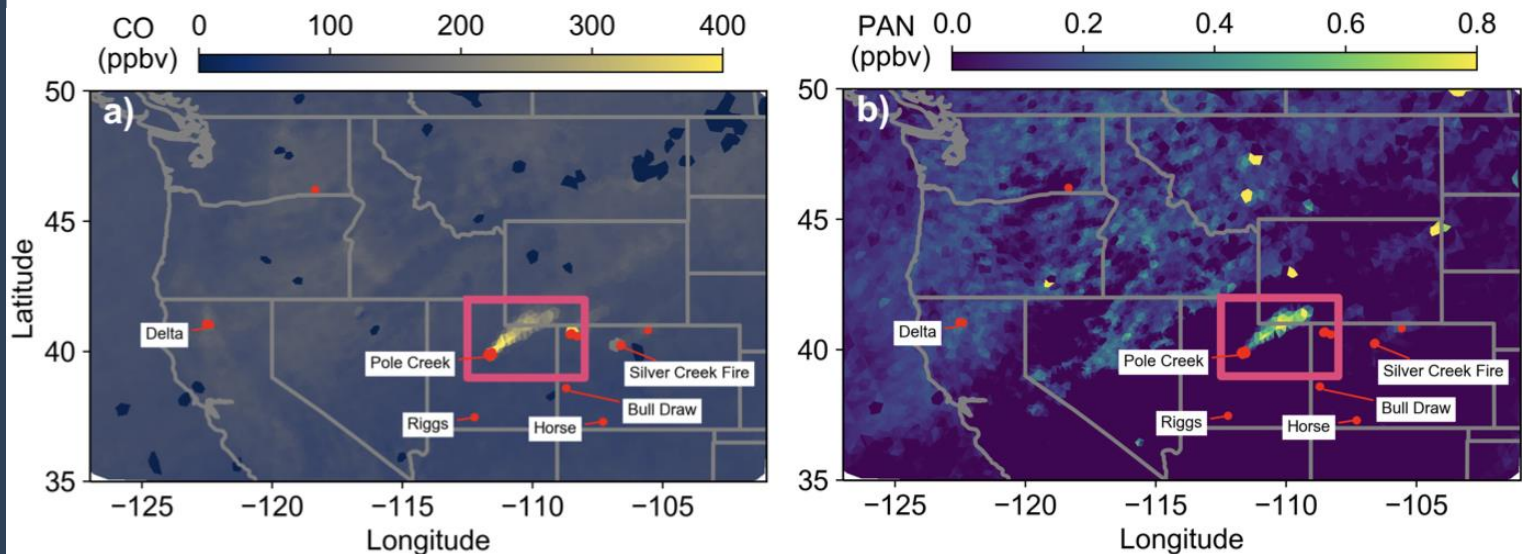 CO
(ppbv)
0 100 200 300 400
a)
50
45
40
35
Latitude
Delta
Pole Creek
Silver Creek Fire
Bull Draw
Riggs
Horse
−125 −120 −115 −110 −105
Longitude
PAN
(ppbv)
0.0 0.2 0.4 0.6 0.8
b)
50
45
40
35
Delta
Pole Creek
Silver Creek Fire
Bull Draw
Riggs
Horse
−125 −120 −115 −110 −105
Longitude